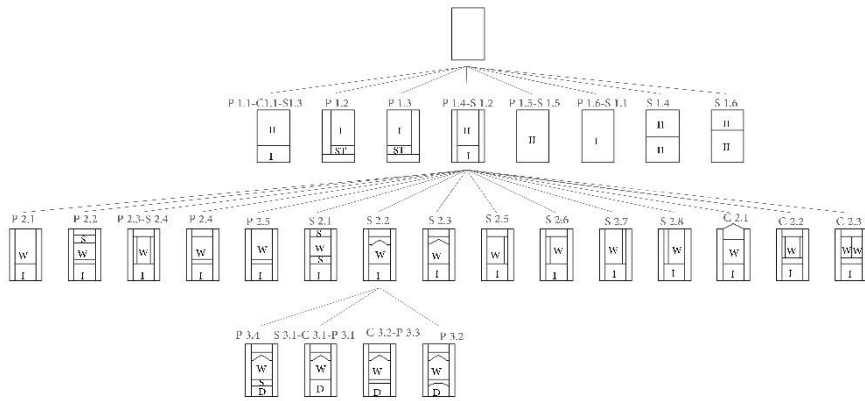 P 1.1-C1.1-S1.3 P 1.2 P 1.3 P 1.4-S 1.2 P 1.5-S 1.5 P 1.6-S 1.1 S 1.4 S 1.6
II I I II II I II II
I ST ST I II II
P 2.1 P 2.2 P 2.3-S 2.4 P 2.4 P 2.5 S 2.1 S 2.2 S 2.3 S 2.5 S 2.6 S 2.7 S 2.8 C 2.1 C 2.2 C 2.3
S S
W W W W W W W W W W W W W W W W
S
I I I I I I I I I I I I I I I
P 3.4 S 3.1-C 3.1-P 3.1 C 3.2-P 3.3 P 3.2
W W W W
S
D D D D